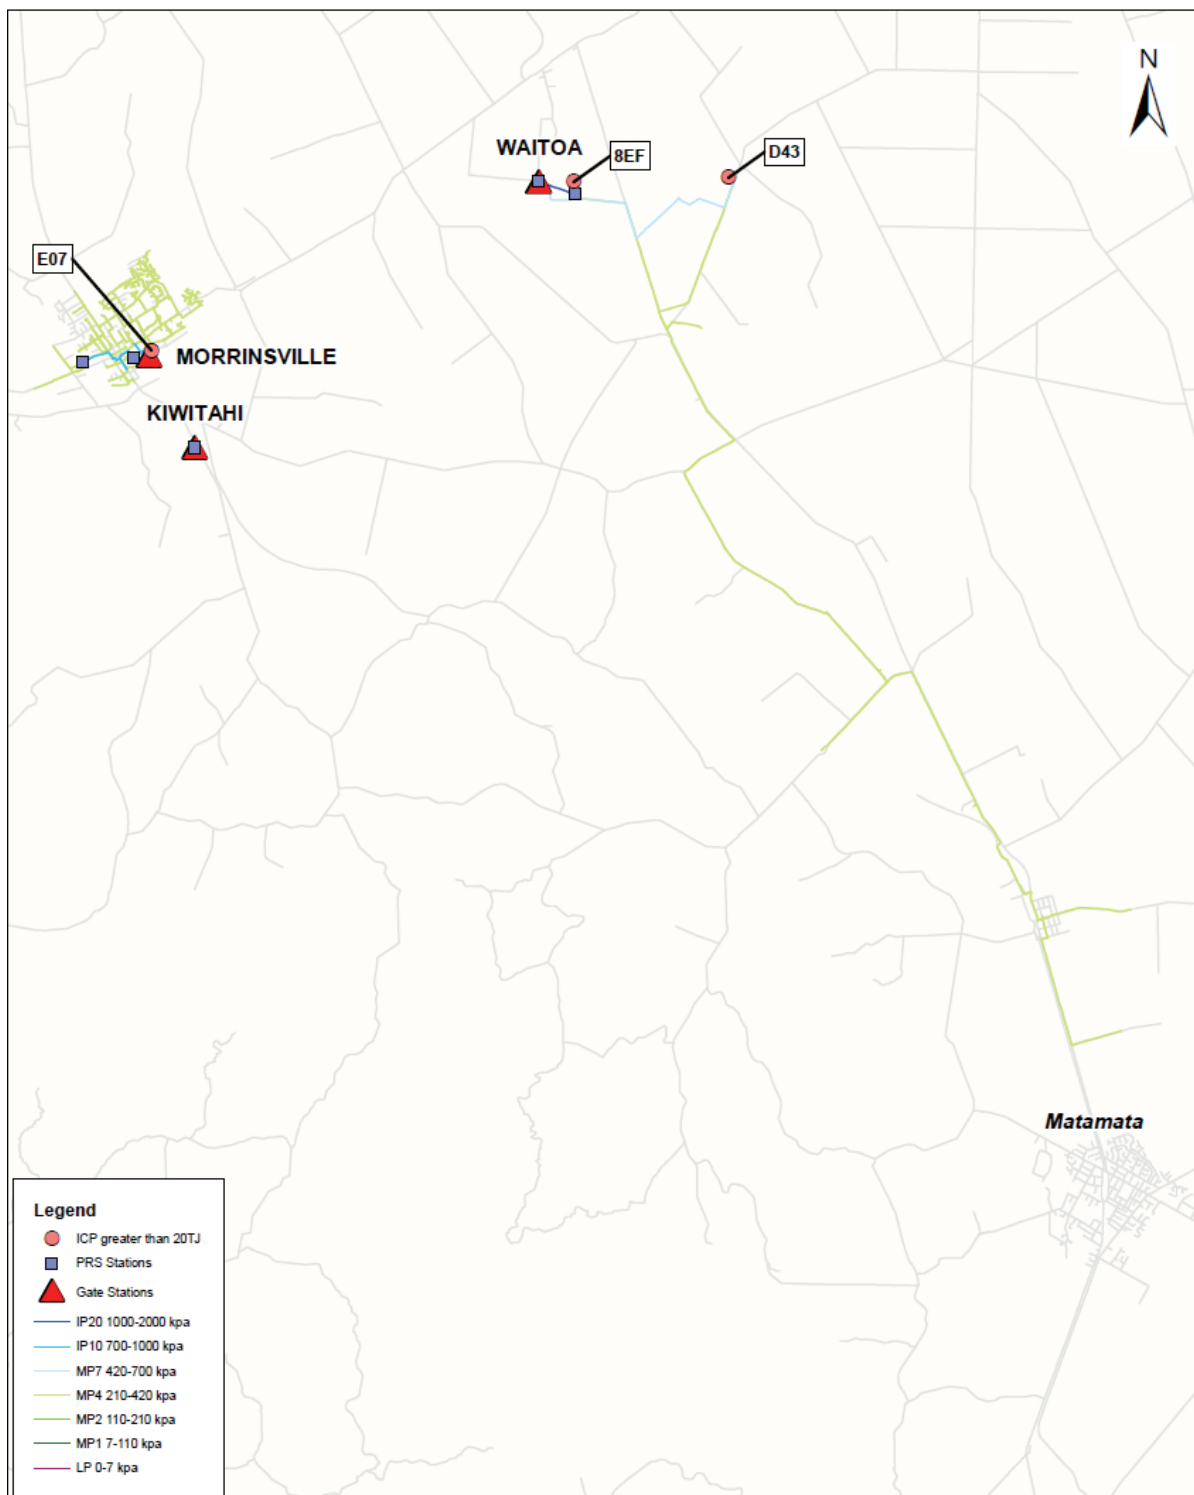 N
WAITOA
8EF
D43
E07
MORRINSVILLE
KIWITAHI
Matamata
Legend
ICP greater than 20TJ
PRS Stations
Gate Stations
IP20 1000-2000 kpa
IP10 700-1000 kpa
MP7 420-700 kpa
MP4 210-420 kpa
MP2 110-210 kpa
MP1 7-110 kpa
LP 0-7 kpa